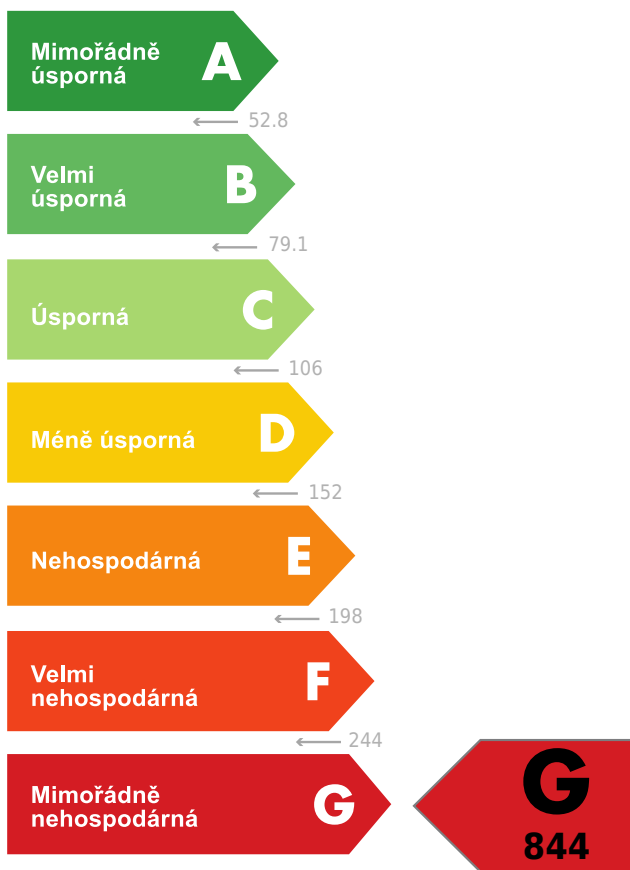 Mimořádně
úsporná
A
← 52.8
Velmi
úsporná
B
← 79.1
Úsporná
C
← 106
Méně úsporná
D
← 152
Nehospodárná
E
← 198
Velmi
nehospodárná
F
← 244
Mimořádně
nehospodárná
G
G
844